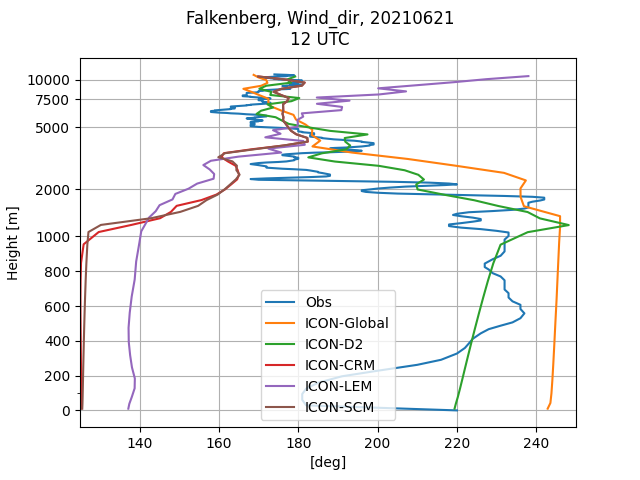 Falkenberg, Wind_dir, 20210621
12 UTC
10000
7500
5000
2000
1000
800
600
400
200
0
Height [m]
140
160
180
200
220
240
[deg]
Obs
ICON-Global
ICON-D2
ICON-CRM
ICON-LEM
ICON-SCM